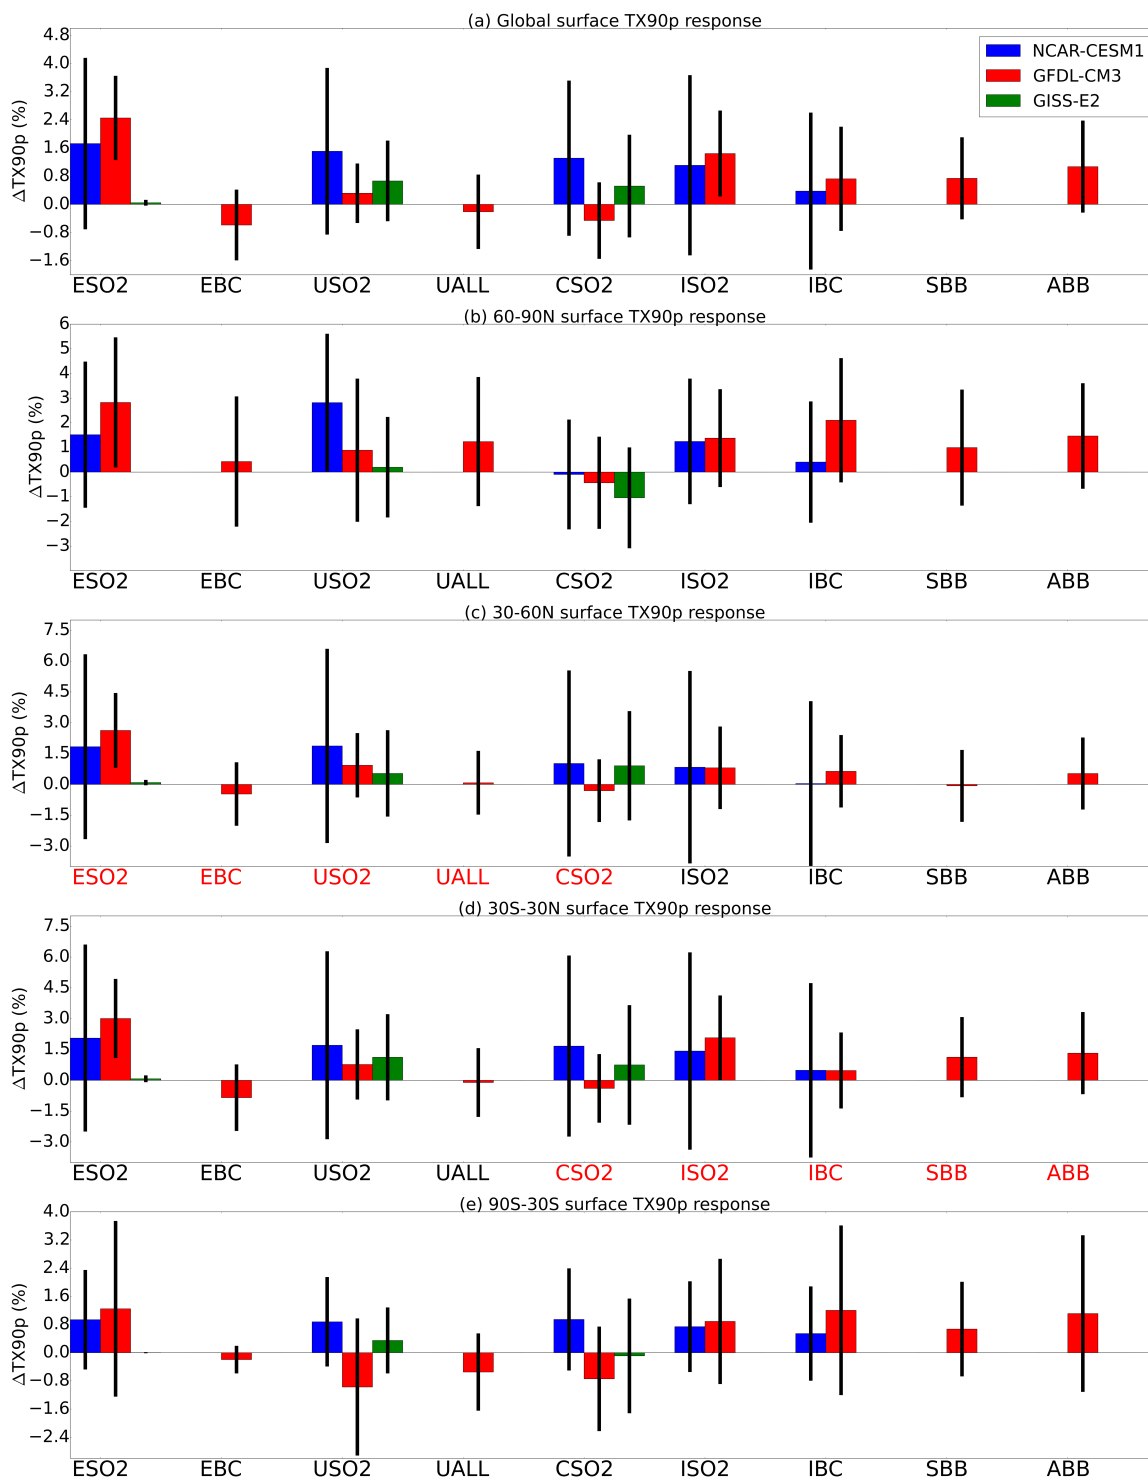 (a) Global surface TX90p response
ΔTX90p (%)
4.8
4.0
3.2
2.4
1.6
0.8
0.0
−0.8
−1.6
NCAR-CESM1
GFDL-CM3
GISS-E2
ESO2 EBC USO2 UALL CSO2 ISO2 IBC SBB ABB
(b) 60-90N surface TX90p response
ΔTX90p (%)
6
5
4
3
2
1
0
−1
−2
−3
ESO2 EBC USO2 UALL CSO2 ISO2 IBC SBB ABB
(c) 30-60N surface TX90p response
ΔTX90p (%)
7.5
6.0
4.5
3.0
1.5
0.0
−1.5
−3.0
ESO2 EBC USO2 UALL CSO2 ISO2 IBC SBB ABB
(d) 30S-30N surface TX90p response
ΔTX90p (%)
7.5
6.0
4.5
3.0
1.5
0.0
−1.5
−3.0
ESO2 EBC USO2 UALL CSO2 ISO2 IBC SBB ABB
(e) 90S-30S surface TX90p response
ΔTX90p (%)
4.0
3.2
2.4
1.6
0.8
0.0
−0.8
−1.6
−2.4
ESO2 EBC USO2 UALL CSO2 ISO2 IBC SBB ABB